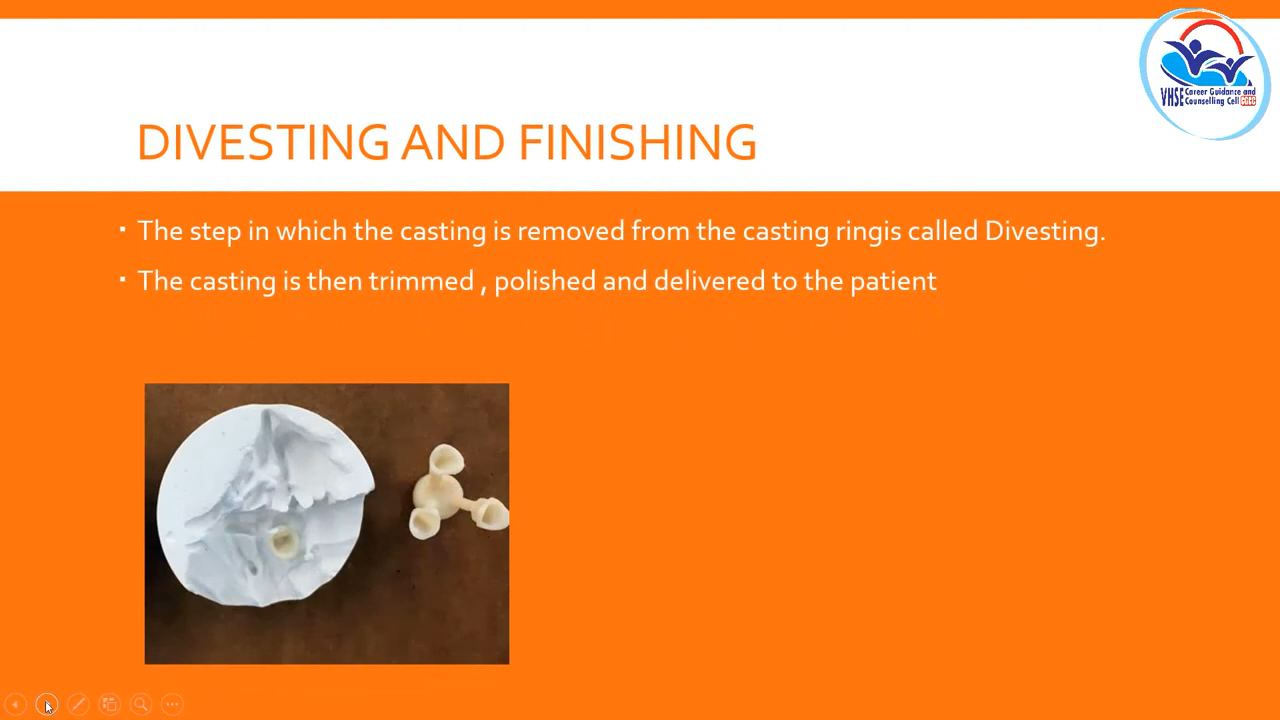 VHSE Career Guidance and
Counselling Cell CGCC
DIVESTING AND FINISHING
▪ The step in which the casting is removed from the casting ringis called Divesting.
▪ The casting is then trimmed , polished and delivered to the patient